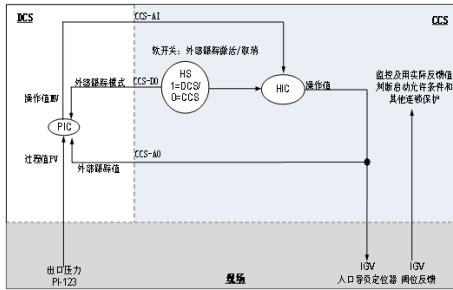 DCS
CCS
CCS-AI
软开关：外部跟踪激活/取消
监控及用实际反馈值
判断启动允许条件和
其他连锁保护
外部跟踪模式
CCS-DO
HS
1=DCS/
0=CCS
HIC
操作值
操作值MV
PIC
过程值PV
CCS-AO
外部跟踪值
出口压力
PI-123
现场
IGV
入口导页定位器
IGV
阀位反馈